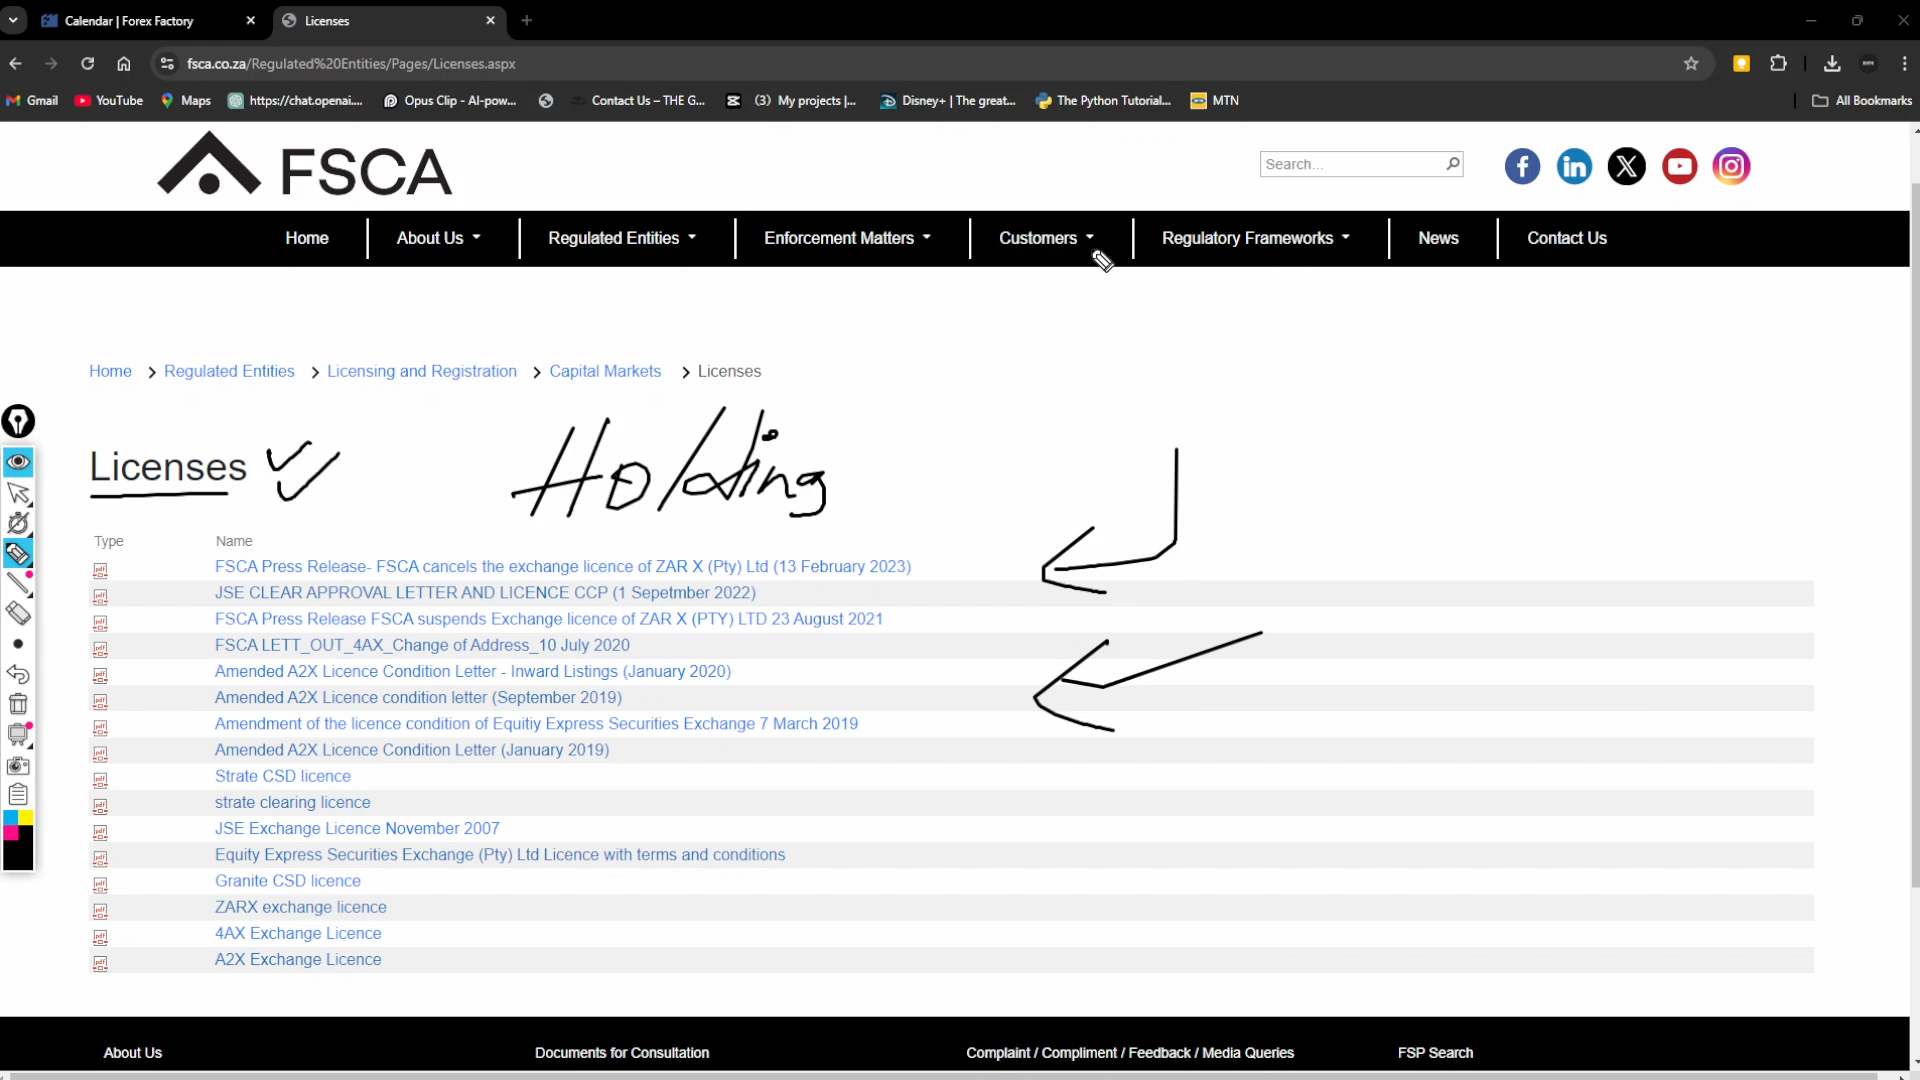 Calendar | Forex Factory
Licenses
fsca.co.za/Regulated%20Entities/Pages/Licenses.aspx
Gmail
YouTube
Maps
https://chat.openai....
Opus Clip - AI-pow...
Contact Us – THE G...
(3) My projects |...
Disney+ | The great...
The Python Tutorial...
MTN
All Bookmarks
FSCA
Search...
Home
About Us
Regulated Entities
Enforcement Matters
Customers
Regulatory Frameworks
News
Contact Us
Home > Regulated Entities > Licensing and Registration > Capital Markets > Licenses
Licenses
Holding
Type Name
FSCA Press Release- FSCA cancels the exchange licence of ZAR X (Pty) Ltd (13 February 2023)
JSE CLEAR APPROVAL LETTER AND LICENCE CCP (1 Sepetmber 2022)
FSCA Press Release FSCA suspends Exchange licence of ZAR X (PTY) LTD 23 August 2021
FSCA LETT_OUT_4AX_Change of Address_10 July 2020
Amended A2X Licence Condition Letter - Inward Listings (January 2020)
Amended A2X Licence condition letter (September 2019)
Amendment of the licence condition of Equitiy Express Securities Exchange 7 March 2019
Amended A2X Licence Condition Letter (January 2019)
Strate CSD licence
strate clearing licence
JSE Exchange Licence November 2007
Equity Express Securities Exchange (Pty) Ltd Licence with terms and conditions
Granite CSD licence
ZARX exchange licence
4AX Exchange Licence
A2X Exchange Licence
About Us
Documents for Consultation
Complaint / Compliment / Feedback / Media Queries
FSP Search